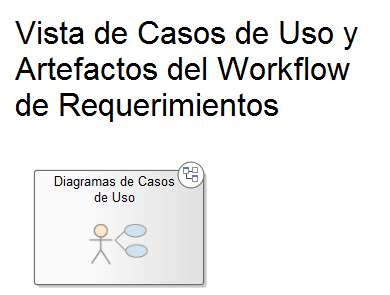 Vista de Casos de Uso y
Artefactos del Workflow
de Requerimientos
Diagramas de Casos
de Uso